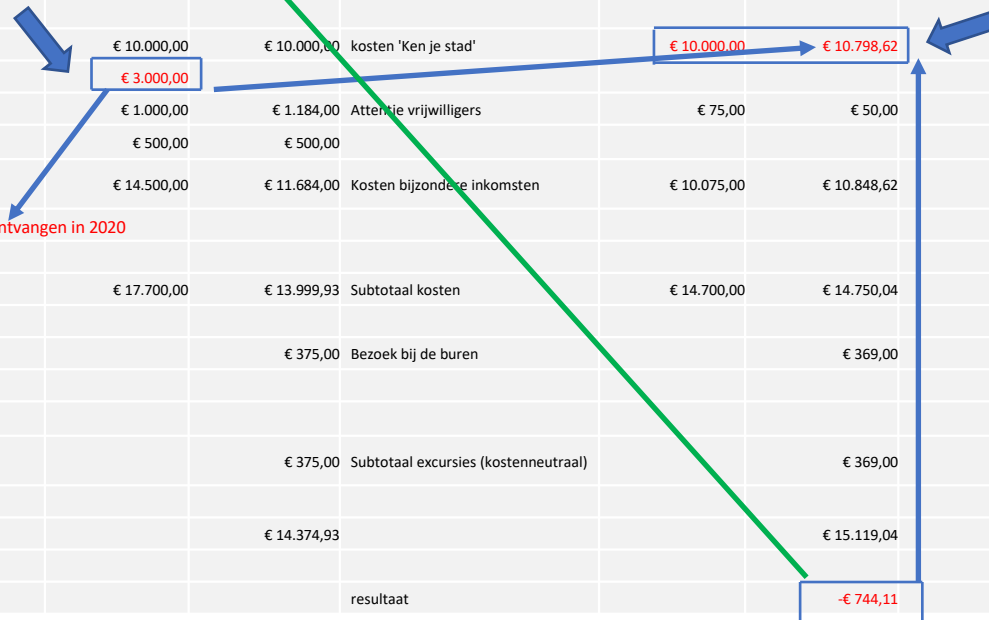 € 10.000,00 € 10.000,00 kosten 'Ken je stad' € 10.000,00 € 10.798,62
€ 3.000,00
€ 1.000,00 € 1.184,00 Attentie vrijwilligers € 75,00 € 50,00
€ 500,00 € 500,00
€ 14.500,00 € 11.684,00 Kosten bijzondere inkomsten € 10.075,00 € 10.848,62
ntvangen in 2020
€ 17.700,00 € 13.999,93 Subtotaal kosten € 14.700,00 € 14.750,04
€ 375,00 Bezoek bij de buren € 369,00
€ 375,00 Subtotaal excursies (kostenneutraal) € 369,00
€ 14.374,93 € 15.119,04
resultaat -€ 744,11